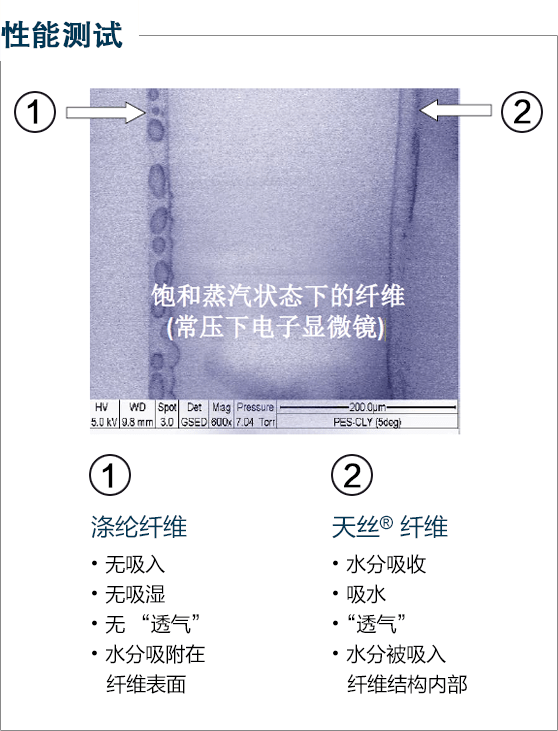 性能测试
1
2
饱和蒸汽状态下的纤维
(常压下电子显微镜)
HV WD Spot Det Mag Pressure 200.0μm
5.0 kV 9.8 mm 3.0 GSED 600x 7.04 Torr PES-CLY (5deg)
①
涤纶纤维
• 无吸入
• 无吸湿
• 无 “透气”
• 水分吸附在
纤维表面
②
天丝® 纤维
• 水分吸收
• 吸水
• “透气”
• 水分被吸入
纤维结构内部